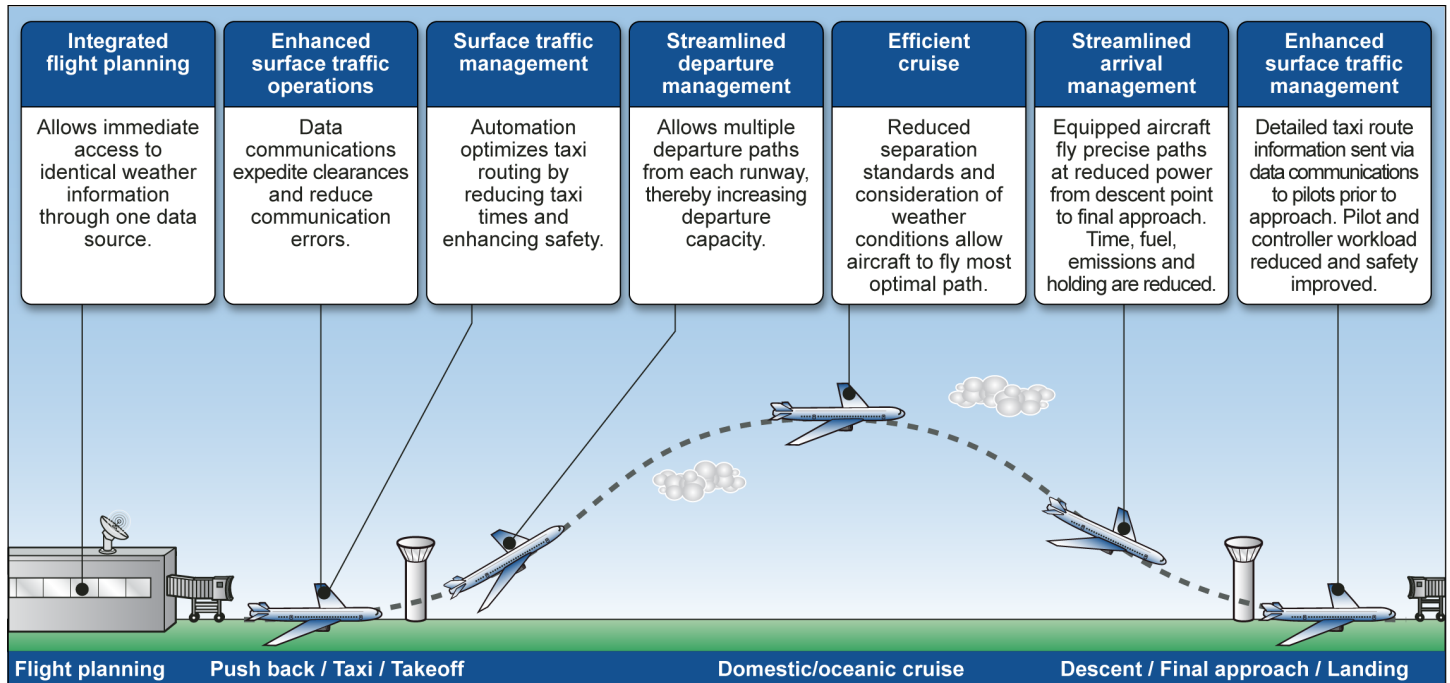 Integrated
flight planning
Allows immediate
access to
identical weather
information
through one data
source.
Enhanced
surface traffic
operations
Data
communications
expedite clearances
and reduce
communication
errors.
Surface traffic
management
Automation
optimizes taxi
routing by
reducing taxi
times and
enhancing safety.
Streamlined
departure
management
Allows multiple
departure paths
from each runway,
thereby increasing
departure
capacity.
Efficient
cruise
Reduced
separation
standards and
consideration of
weather
conditions allow
aircraft to fly most
optimal path.
Streamlined
arrival
management
Equipped aircraft
fly precise paths
at reduced power
from descent point
to final approach.
Time, fuel,
emissions and
holding are reduced.
Enhanced
surface traffic
management
Detailed taxi route
information sent via
data communications
to pilots prior to
approach. Pilot and
controller workload
reduced and safety
improved.
Flight planning
Push back / Taxi / Takeoff
Domestic/oceanic cruise
Descent / Final approach / Landing